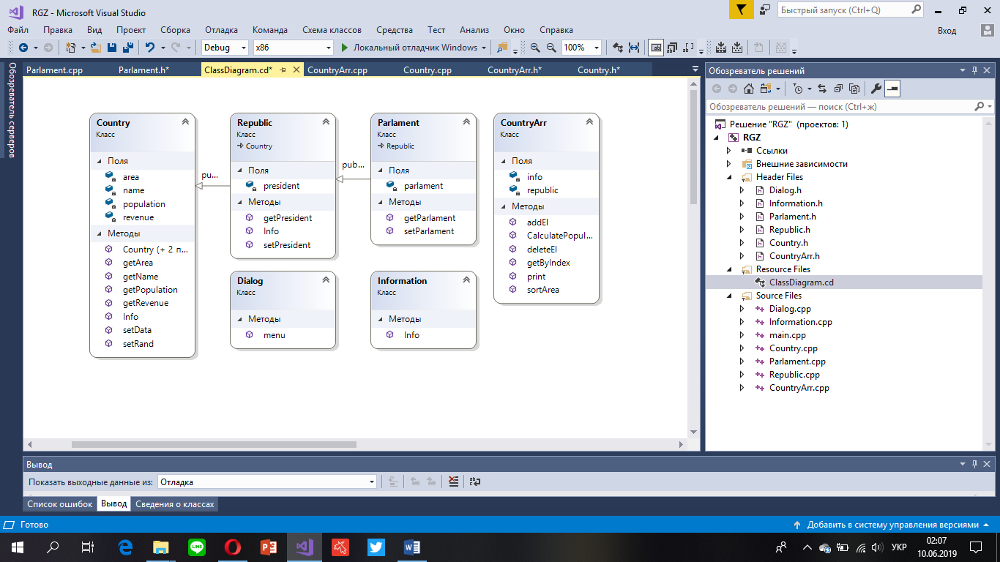 RGZ - Microsoft Visual Studio
Быстрый запуск (Ctrl+Q)
Файл Правка Вид Проект Сборка Отладка Команда Схема классов Средства Тест Анализ Окно Справка
Вход
Debug x86 Локальный отладчик Windows 100%
Обозреватель серверов
Parlament.cpp Parlament.h* ClassDiagram.cd* CountryArr.cpp Country.cpp CountryArr.h* Country.h*
Country
Класс
Поля
area
name
population
revenue
Методы
Country (+ 2 п...
getArea
getName
getPopulation
getRevenue
Info
setData
setRand
pu...
Republic
Класс
Country
Поля
president
Методы
getPresident
Info
setPresident
pub...
Parlament
Класс
Republic
Поля
parlament
Методы
getParlament
setParlament
CountryArr
Класс
Поля
info
republic
Методы
addEl
CalculatePopul...
deleteEl
getByIndex
print
sortArea
Dialog
Класс
Методы
menu
Information
Класс
Методы
Info
Обозреватель решений
Обозреватель решений — поиск (Ctrl+ж)
Решение "RGZ" (проектов: 1)
RGZ
Ссылки
Внешние зависимости
Header Files
Dialog.h
Information.h
Parlament.h
Republic.h
Country.h
CountryArr.h
Resource Files
ClassDiagram.cd
Source Files
Dialog.cpp
Information.cpp
main.cpp
Country.cpp
Parlament.cpp
Republic.cpp
CountryArr.cpp
Вывод
Показать выходные данные из: Отладка
Список ошибок Вывод Сведения о классах
Готово
Добавить в систему управления версиями
LINE
УКР
02:07
10.06.2019